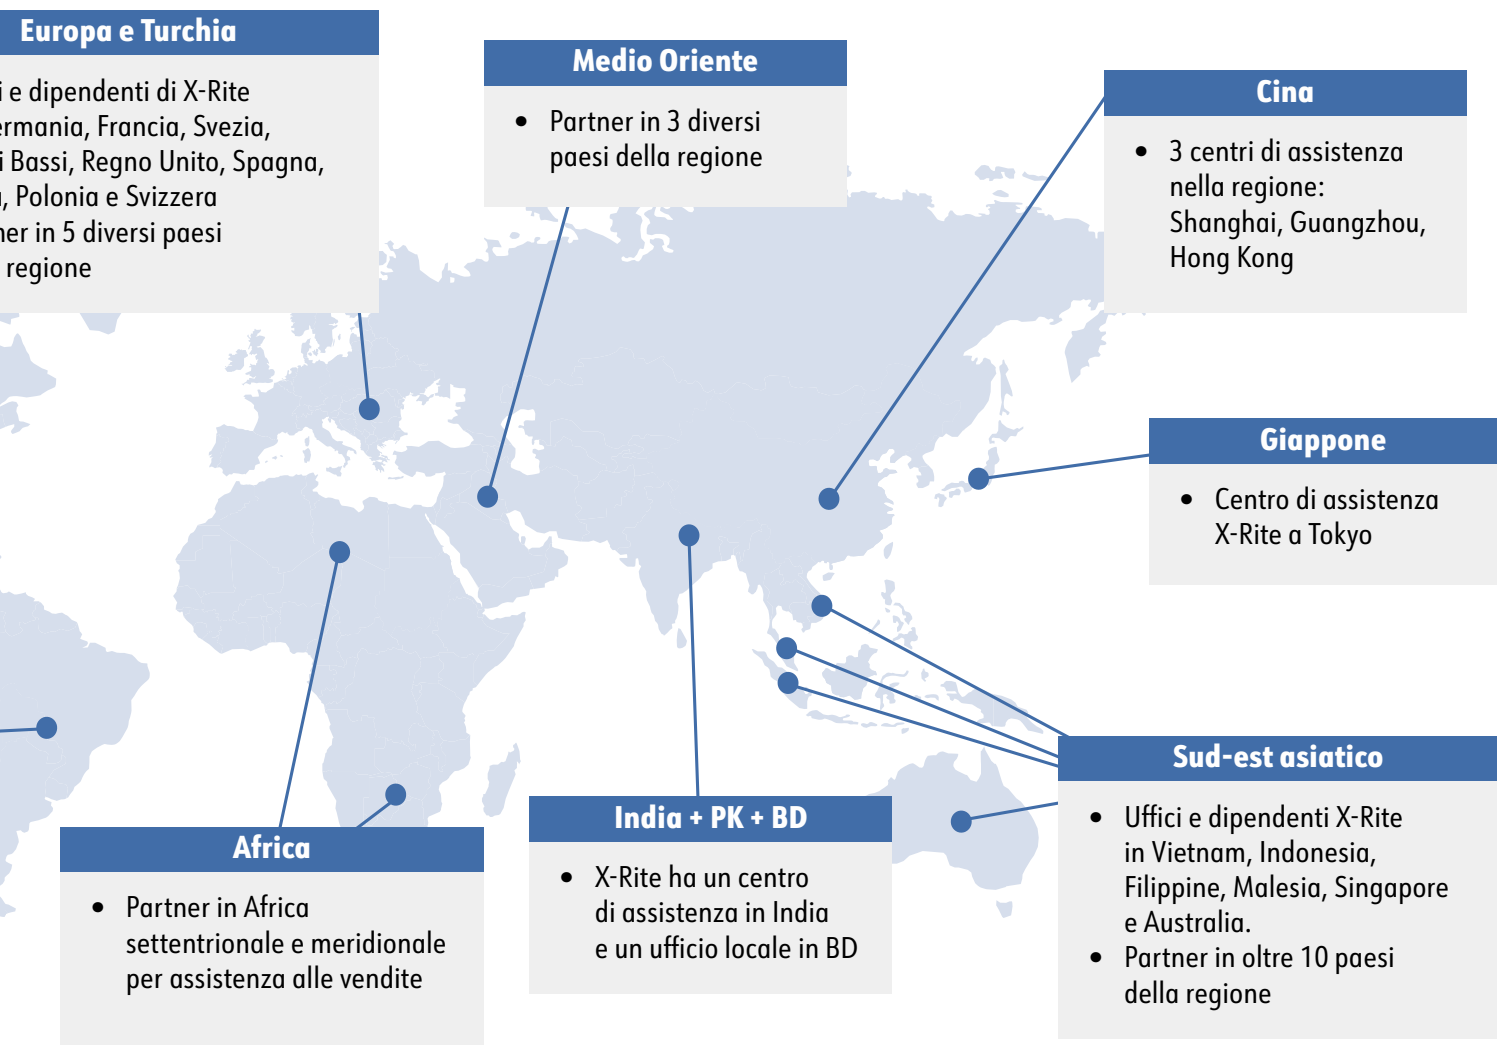 Europa e Turchia
e dipendenti di X-Rite
Francia, Svezia,
Bassi, Regno Unito, Spagna,
Polonia e Svizzera
in 5 diversi paesi
regione
Medio Oriente
• Partner in 3 diversi
paesi della regione
Cina
• 3 centri di assistenza
nella regione:
Shanghai, Guangzhou,
Hong Kong
Giappone
• Centro di assistenza
X-Rite a Tokyo
Sud-est asiatico
• Uffici e dipendenti X-Rite
in Vietnam, Indonesia,
Filippine, Malesia, Singapore
e Australia.
• Partner in oltre 10 paesi
della regione
India + PK + BD
• X-Rite ha un centro
di assistenza in India
e un ufficio locale in BD
Africa
• Partner in Africa
settentrionale e meridionale
per assistenza alle vendite